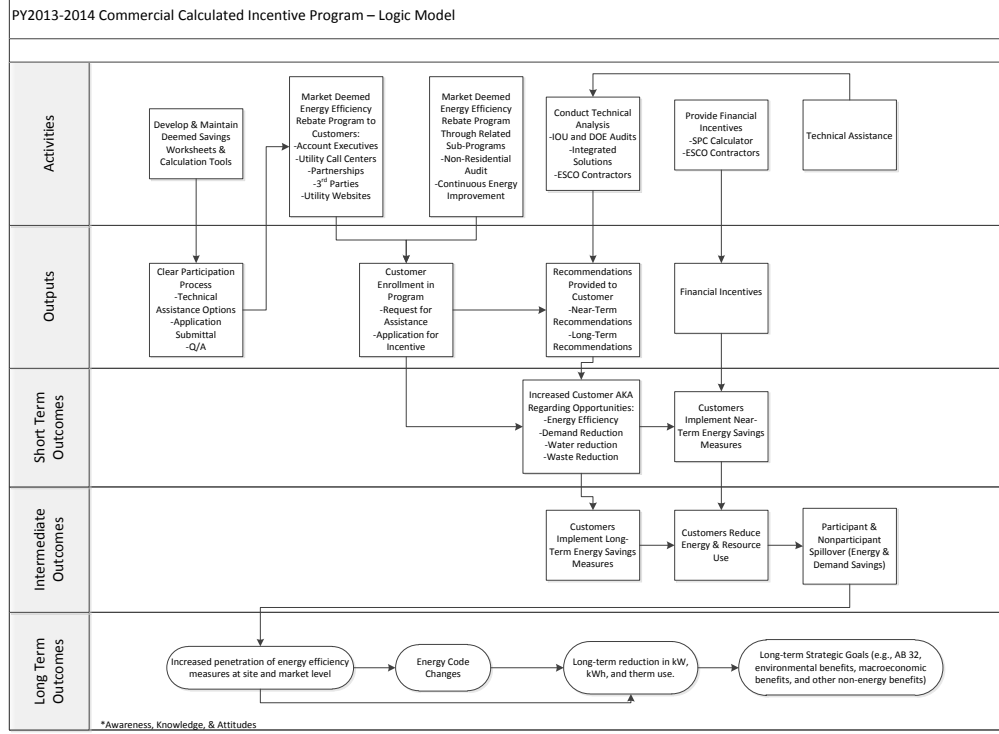 PY2013-2014 Commercial Calculated Incentive Program – Logic Model
Activities
Develop & Maintain
Deemed Savings
Worksheets &
Calculation Tools
Market Deemed
Energy Efficiency
Rebate Program to
Customers:
-Account Executives
-Utility Call Centers
-Partnerships
-3rd Parties
-Utility Websites
Market Deemed
Energy Efficiency
Rebate Program
Through Related
Sub-Programs
-Non-Residential
Audit
-Continuous Energy
Improvement
Conduct Technical
Analysis
-IOU and DOE Audits
-Integrated
Solutions
-ESCO Contractors
Provide Financial
Incentives
-SPC Calculator
-ESCO Contractors
Technical Assistance
Outputs
Clear Participation
Process
-Technical
Assistance Options
-Application
Submittal
-Q/A
Customer
Enrollment in
Program
-Request for
Assistance
-Application for
Incentive
Recommendations
Provided to
Customer
-Near-Term
Recommendations
-Long-Term
Recommendations
Financial Incentives
Short Term
Outcomes
Increased Customer AKA
Regarding Opportunities:
-Energy Efficiency
-Demand Reduction
-Water reduction
-Waste Reduction
Customers
Implement Near-
Term Energy Savings
Measures
Intermediate
Outcomes
Customers
Implement Long-
Term Energy Savings
Measures
Customers Reduce
Energy & Resource
Use
Participant &
Nonparticipant
Spillover (Energy &
Demand Savings)
Long Term
Outcomes
Increased penetration of energy efficiency
measures at site and market level
Energy Code
Changes
Long-term reduction in kW,
kWh, and therm use.
Long-term Strategic Goals (e.g., AB 32,
environmental benefits, macroeconomic
benefits, and other non-energy benefits)
*Awareness, Knowledge, & Attitudes